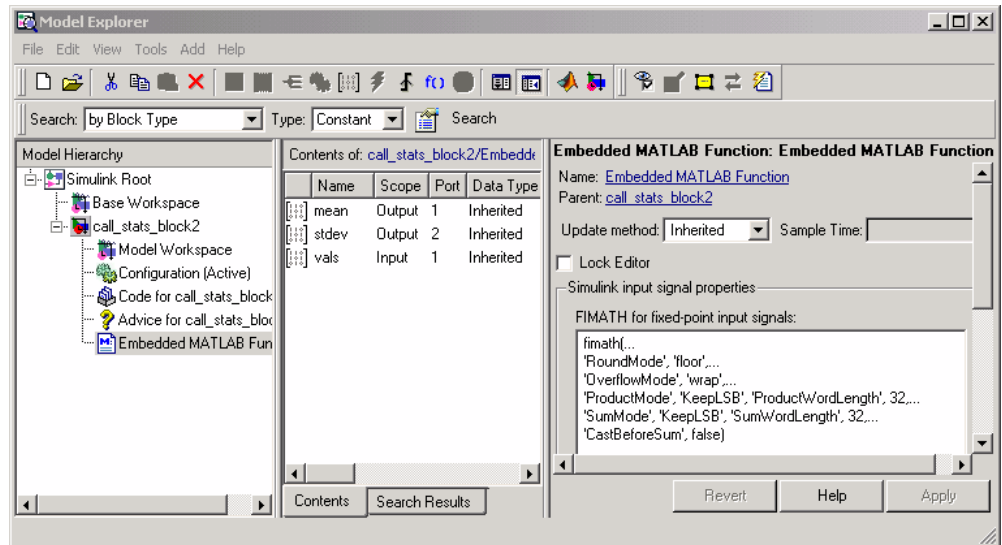 Model Explorer
File Edit View Tools Add Help
f()
Search: by Block Type Type: Constant Search
Model Hierarchy
Simulink Root
Base Workspace
call_stats_block2
Model Workspace
Configuration (Active)
Code for call_stats_block
Advice for call_stats_bloc
Embedded MATLAB Fun
Contents of: call_stats_block2/Embedde
Name Scope Port Data Type
mean Output 1 Inherited
stdev Output 2 Inherited
vals Input 1 Inherited
Contents Search Results
Embedded MATLAB Function: Embedded MATLAB Function
Name: Embedded MATLAB Function
Parent: call_stats_block2
Update method: Inherited Sample Time:
Lock Editor
Simulink input signal properties
FIMATH for fixed-point input signals:
fimath(...
'RoundMode', 'floor',...
'OverflowMode', 'wrap',...
'ProductMode', 'KeepLSB', 'ProductWordLength', 32,...
'SumMode', 'KeepLSB', 'SumWordLength', 32,...
'CastBeforeSum', false)
Revert Help Apply